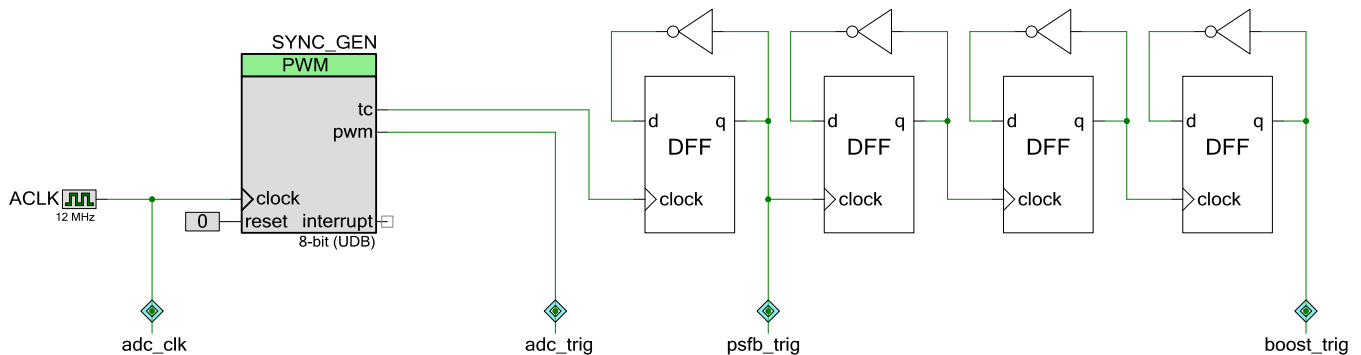 SYNC_GEN
PWM
tc
pwm
ACLK
12 MHz
clock
0
reset
interrupt
8-bit (UDB)
d
q
DFF
clock
d
q
DFF
clock
d
q
DFF
clock
d
q
DFF
clock
adc_clk
adc_trig
psfb_trig
boost_trig